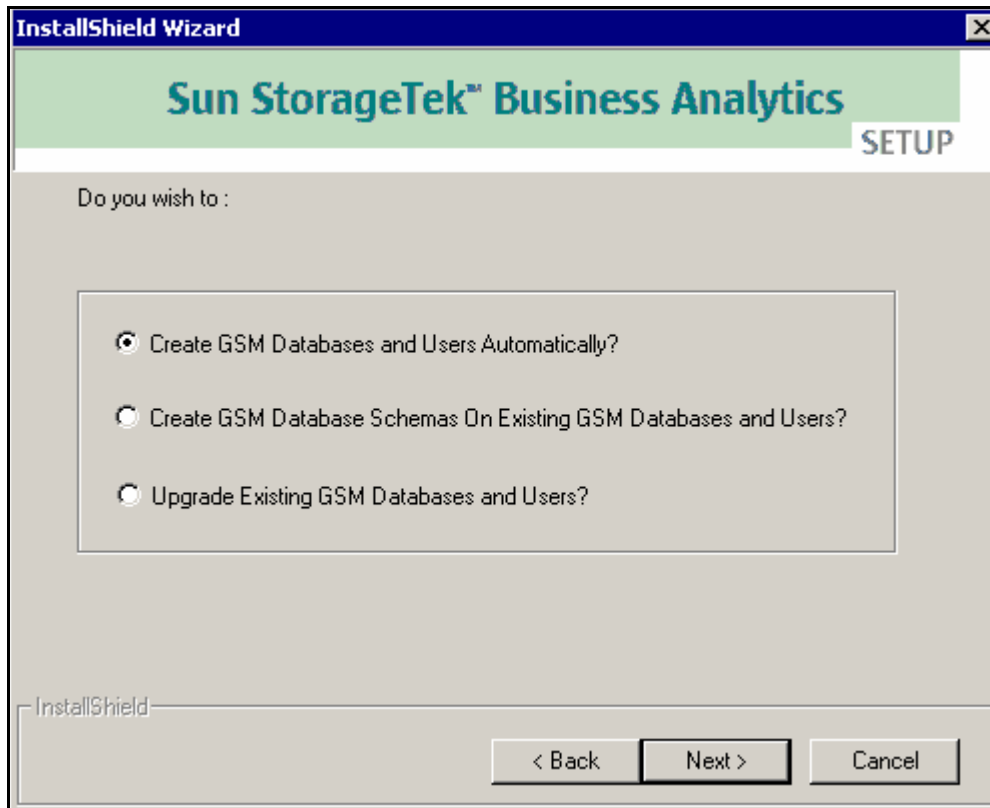 InstallShield Wizard
Sun StorageTek™ Business Analytics
SETUP
Do you wish to :
Create GSM Databases and Users Automatically?
Create GSM Database Schemas On Existing GSM Databases and Users?
Upgrade Existing GSM Databases and Users?
InstallShield
< Back Next > Cancel